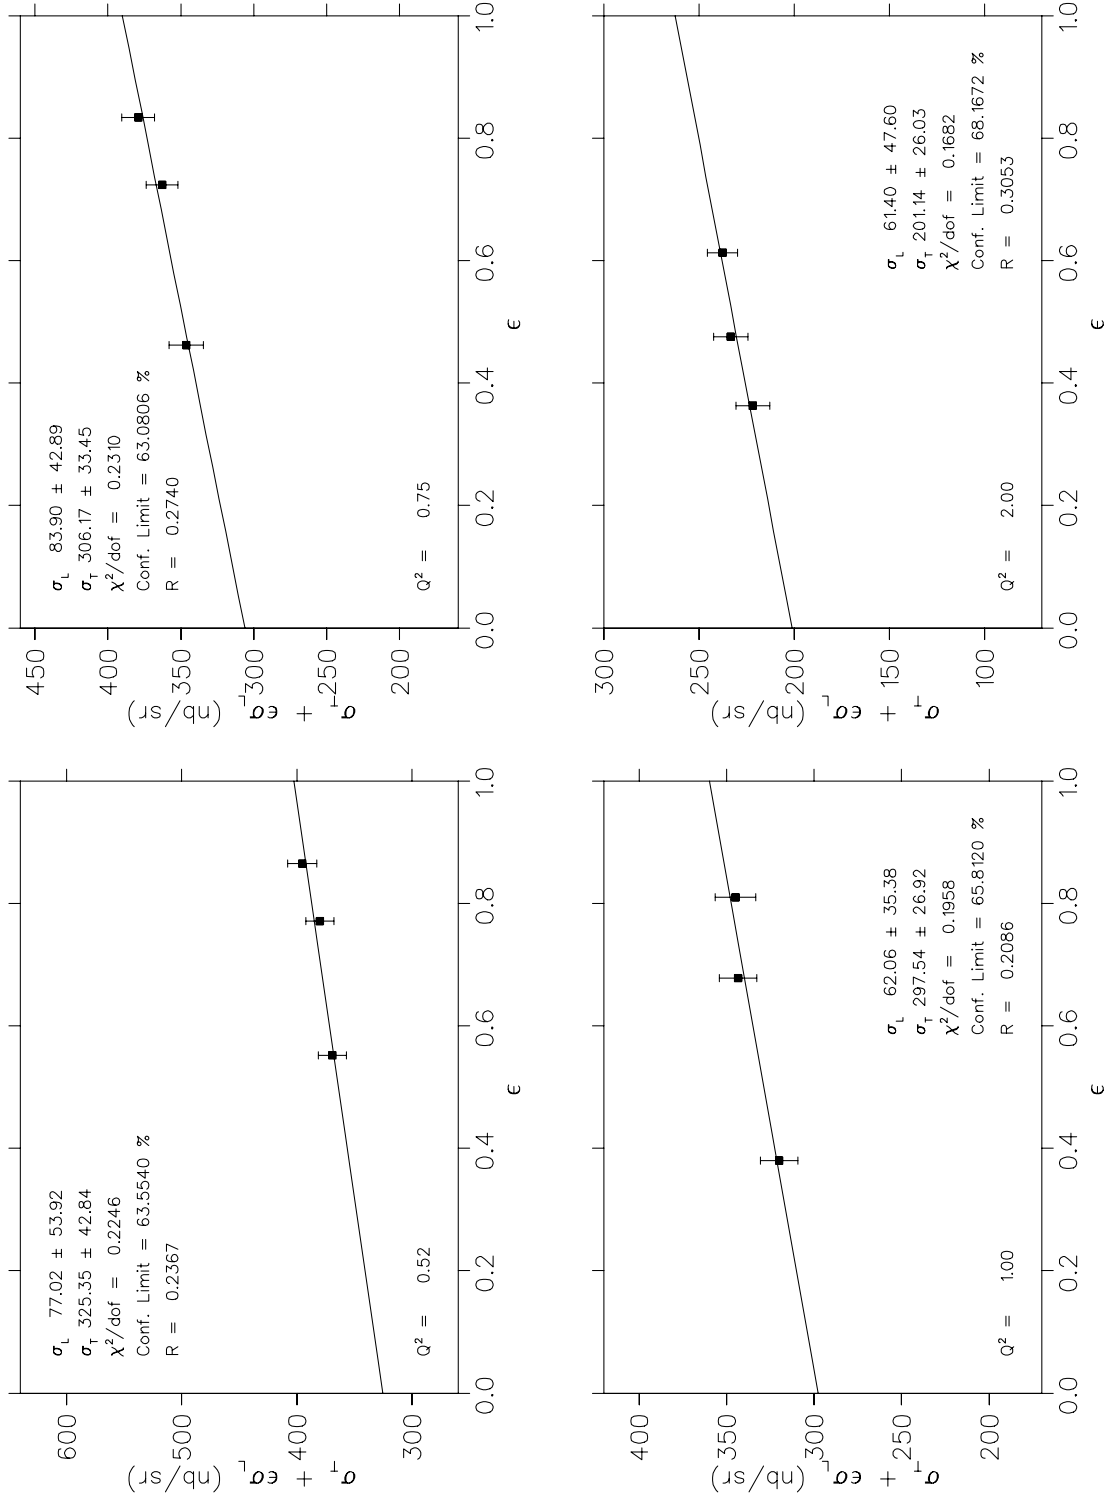 600
500
400
300
σL 77.02 ± 53.92
σT 325.35 ± 42.84
χ²/dof = 0.2246
Conf. Limit = 63.5540 %
R = 0.2367
Q² = 0.52
0.0 0.2 0.4 0.6 0.8 1.0
ϵ
σT + ϵσL
(nb/sr)
450
400
350
300
250
200
σL 83.90 ± 42.89
σT 306.17 ± 33.45
χ²/dof = 0.2310
Conf. Limit = 63.0806 %
R = 0.2740
Q² = 0.75
0.0 0.2 0.4 0.6 0.8 1.0
ϵ
σT + ϵσL
(nb/sr)
400
350
300
250
200
σL 62.06 ± 35.38
σT 297.54 ± 26.92
χ²/dof = 0.1958
Conf. Limit = 65.8120 %
R = 0.2086
Q² = 1.00
0.0 0.2 0.4 0.6 0.8 1.0
ϵ
σT + ϵσL
(nb/sr)
300
250
200
150
100
σL 61.40 ± 47.60
σT 201.14 ± 26.03
χ²/dof = 0.1682
Conf. Limit = 68.1672 %
R = 0.3053
Q² = 2.00
0.0 0.2 0.4 0.6 0.8 1.0
ϵ
σT + ϵσL
(nb/sr)